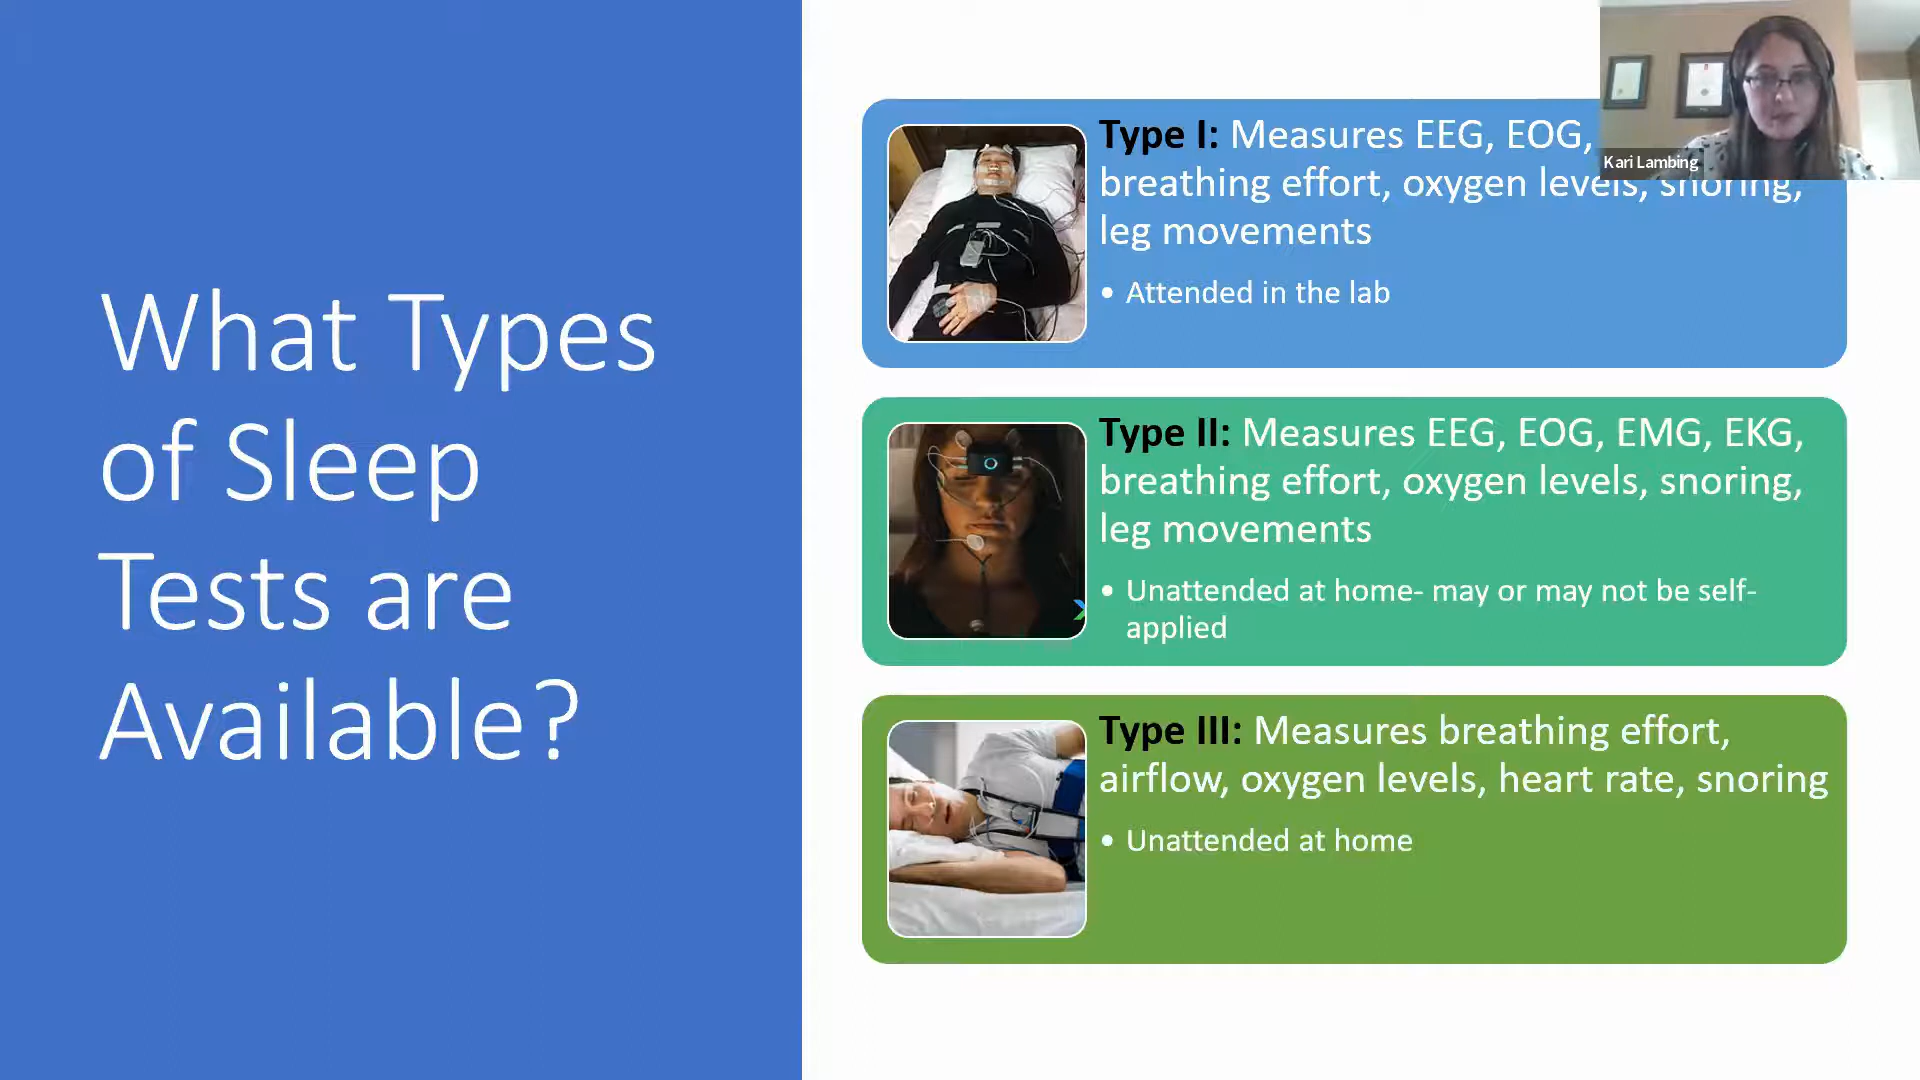 What Types
of Sleep
Tests are
Available?
Type I: Measures EEG, EOG,
breathing effort, oxygen levels, snoring,
leg movements
• Attended in the lab
Type II: Measures EEG, EOG, EMG, EKG,
breathing effort, oxygen levels, snoring,
leg movements
• Unattended at home- may or may not be self-
applied
Type III: Measures breathing effort,
airflow, oxygen levels, heart rate, snoring
• Unattended at home
Kari Lambing